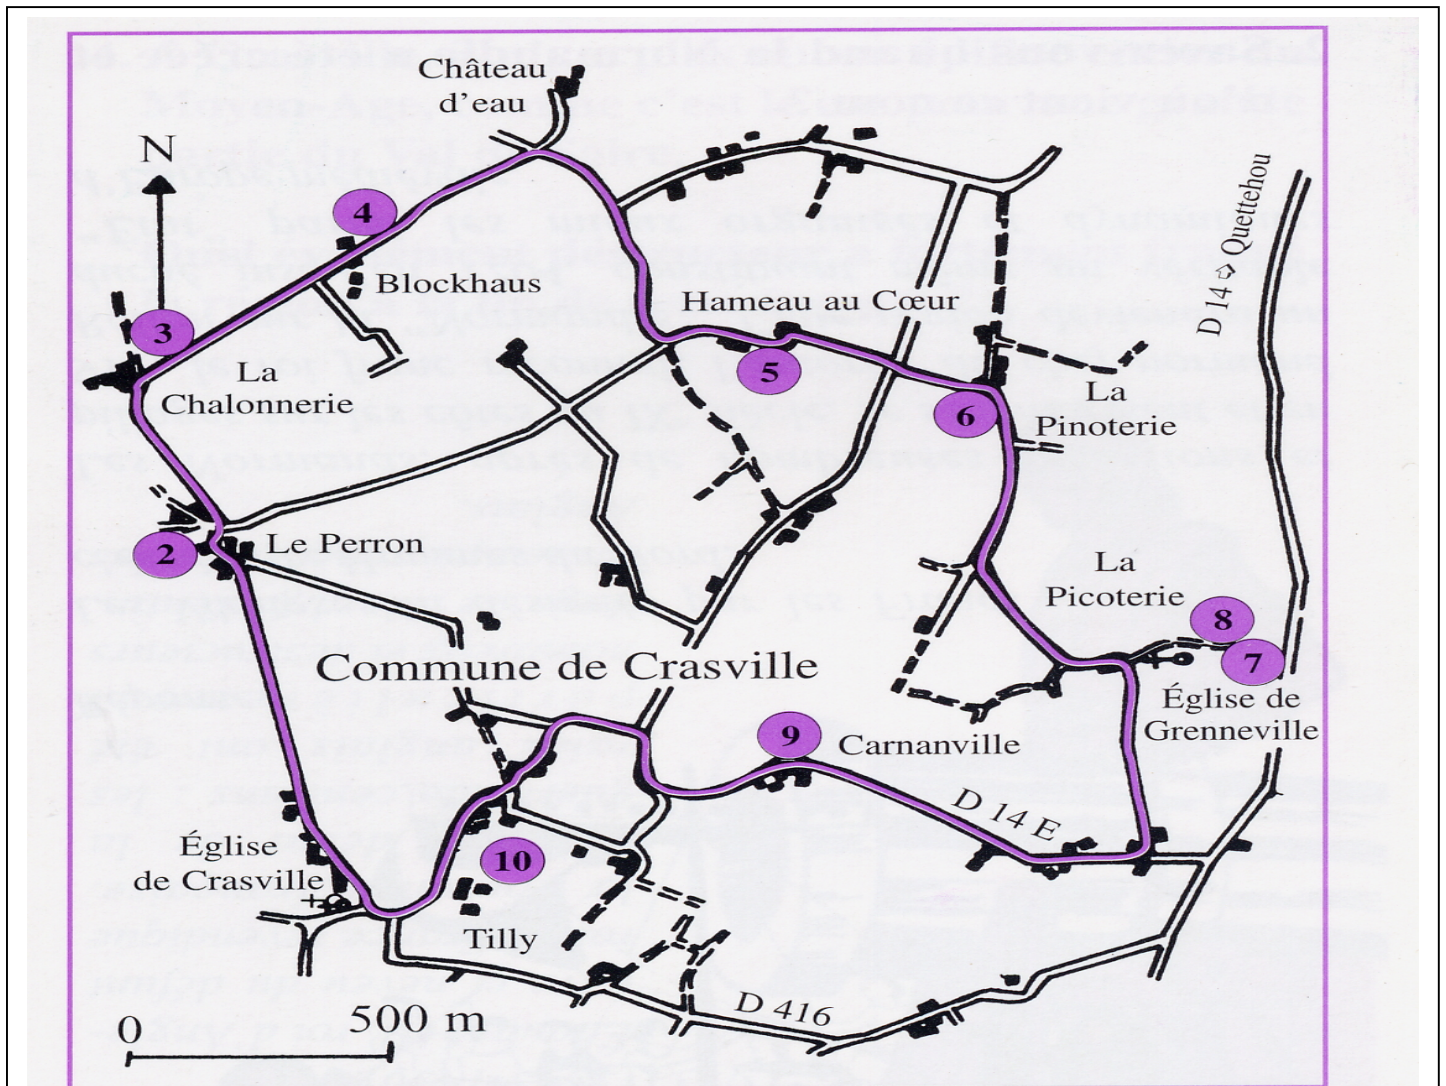 Château
d'eau
N
4
D 14 ⇨ Quettehou
Blockhaus
Hameau au Cœur
3
La
Chalonnerie
5
La
Pinoterie
6
2
Le Perron
La
Picoterie
8
7
Commune de Crasville
Église de
Grenneville
9
Carnanville
D 14 E
Église
de Crasville
10
Tilly
D 416
0
500 m